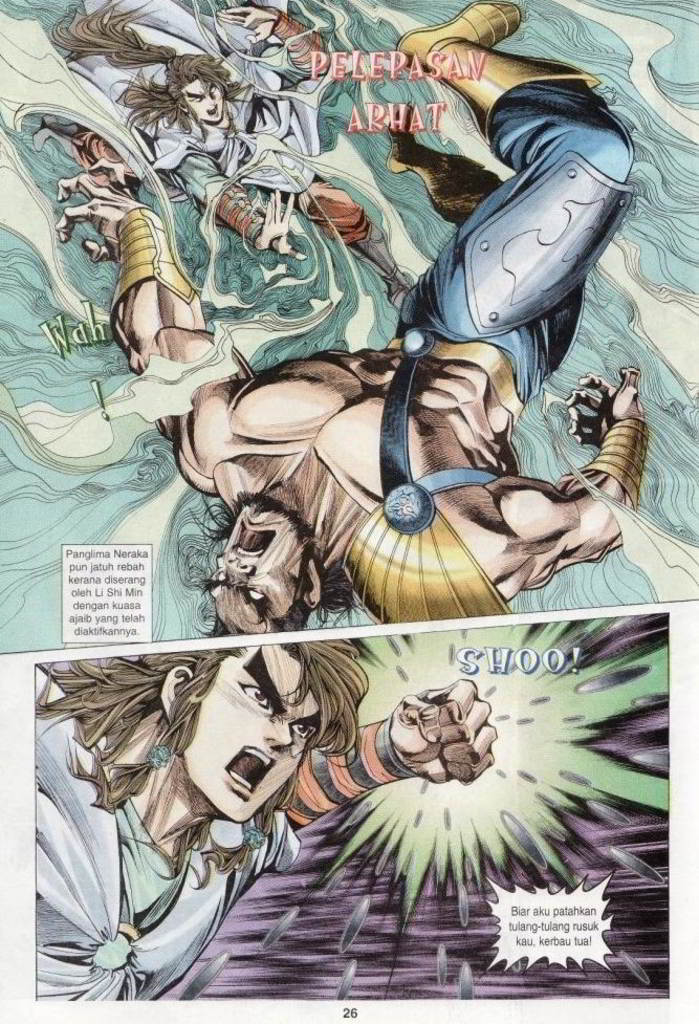 PELEPASAN
ARHAT
Wah
!
Panglima Neraka
pun jatuh rebah
kerana diserang
oleh Li Shi Min
dengan kuasa
ajaib yang telah
diaktifkannya.
SHOO!
Biar aku patahkan
tulang-tulang rusuk
kau, kerbau tua!
26